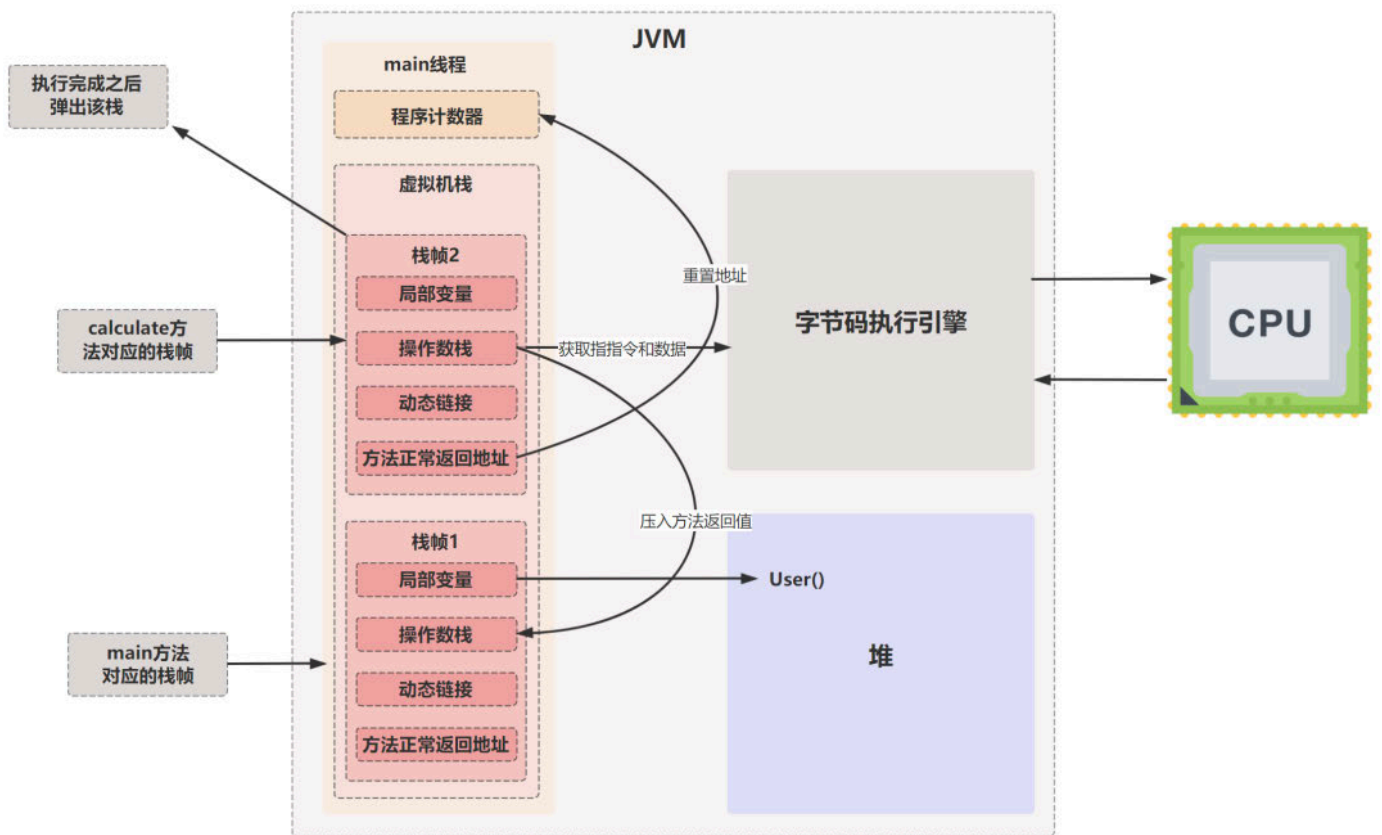 JVM
main线程
执行完成之后
弹出该栈
程序计数器
虚拟机栈
栈帧2
局部变量
重置地址
calculate方
法对应的栈帧
操作数栈
获取指指令和数据
字节码执行引擎
CPU
动态链接
方法正常返回地址
压入方法返回值
栈帧1
局部变量
User()
操作数栈
main方法
对应的栈帧
堆
动态链接
方法正常返回地址